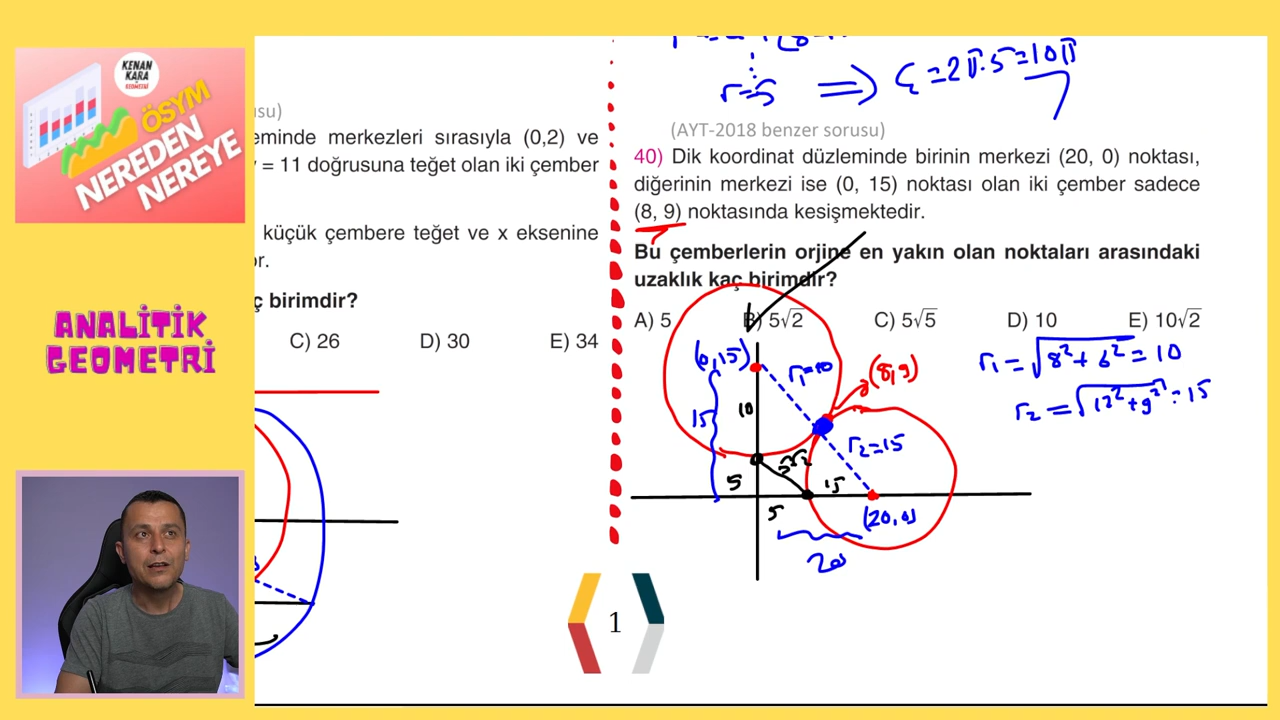 KENAN
KARA
GEOMETRİ
ÖSYM
NEREDEN
NEREYE
ANALİTİK
GEOMETRİ
usu)
eminde merkezleri sırasıyla (0,2) ve
= 11 doğrusuna teğet olan iki çember
küçük çembere teğet ve x eksenine
or.
ç birimdir?
C) 26 D) 30 E) 34
r=5 ⟹ Ç=2π·5=10π
(AYT-2018 benzer sorusu)
40) Dik koordinat düzleminde birinin merkezi (20, 0) noktası,
diğerinin merkezi ise (0, 15) noktası olan iki çember sadece
(8, 9) noktasında kesişmektedir.
Bu çemberlerin orjine en yakın olan noktaları arasındaki
uzaklık kaç birimdir?
A) 5 B) 5√2 C) 5√5 D) 10 E) 10√2
r₁=√8²+6²=10
r₂=√12²+9²=15
(0,15)
r₁=10
(8,9)
10
15
r₂=15
5√2
5
15
5
(20,0)
20
1